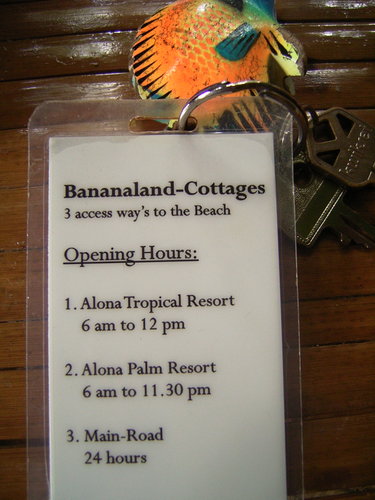 Bananaland-Cottages
3 access way's to the Beach
Opening Hours:
1. Alona Tropical Resort
6 am to 12 pm
2. Alona Palm Resort
6 am to 11.30 pm
3. Main-Road
24 hours